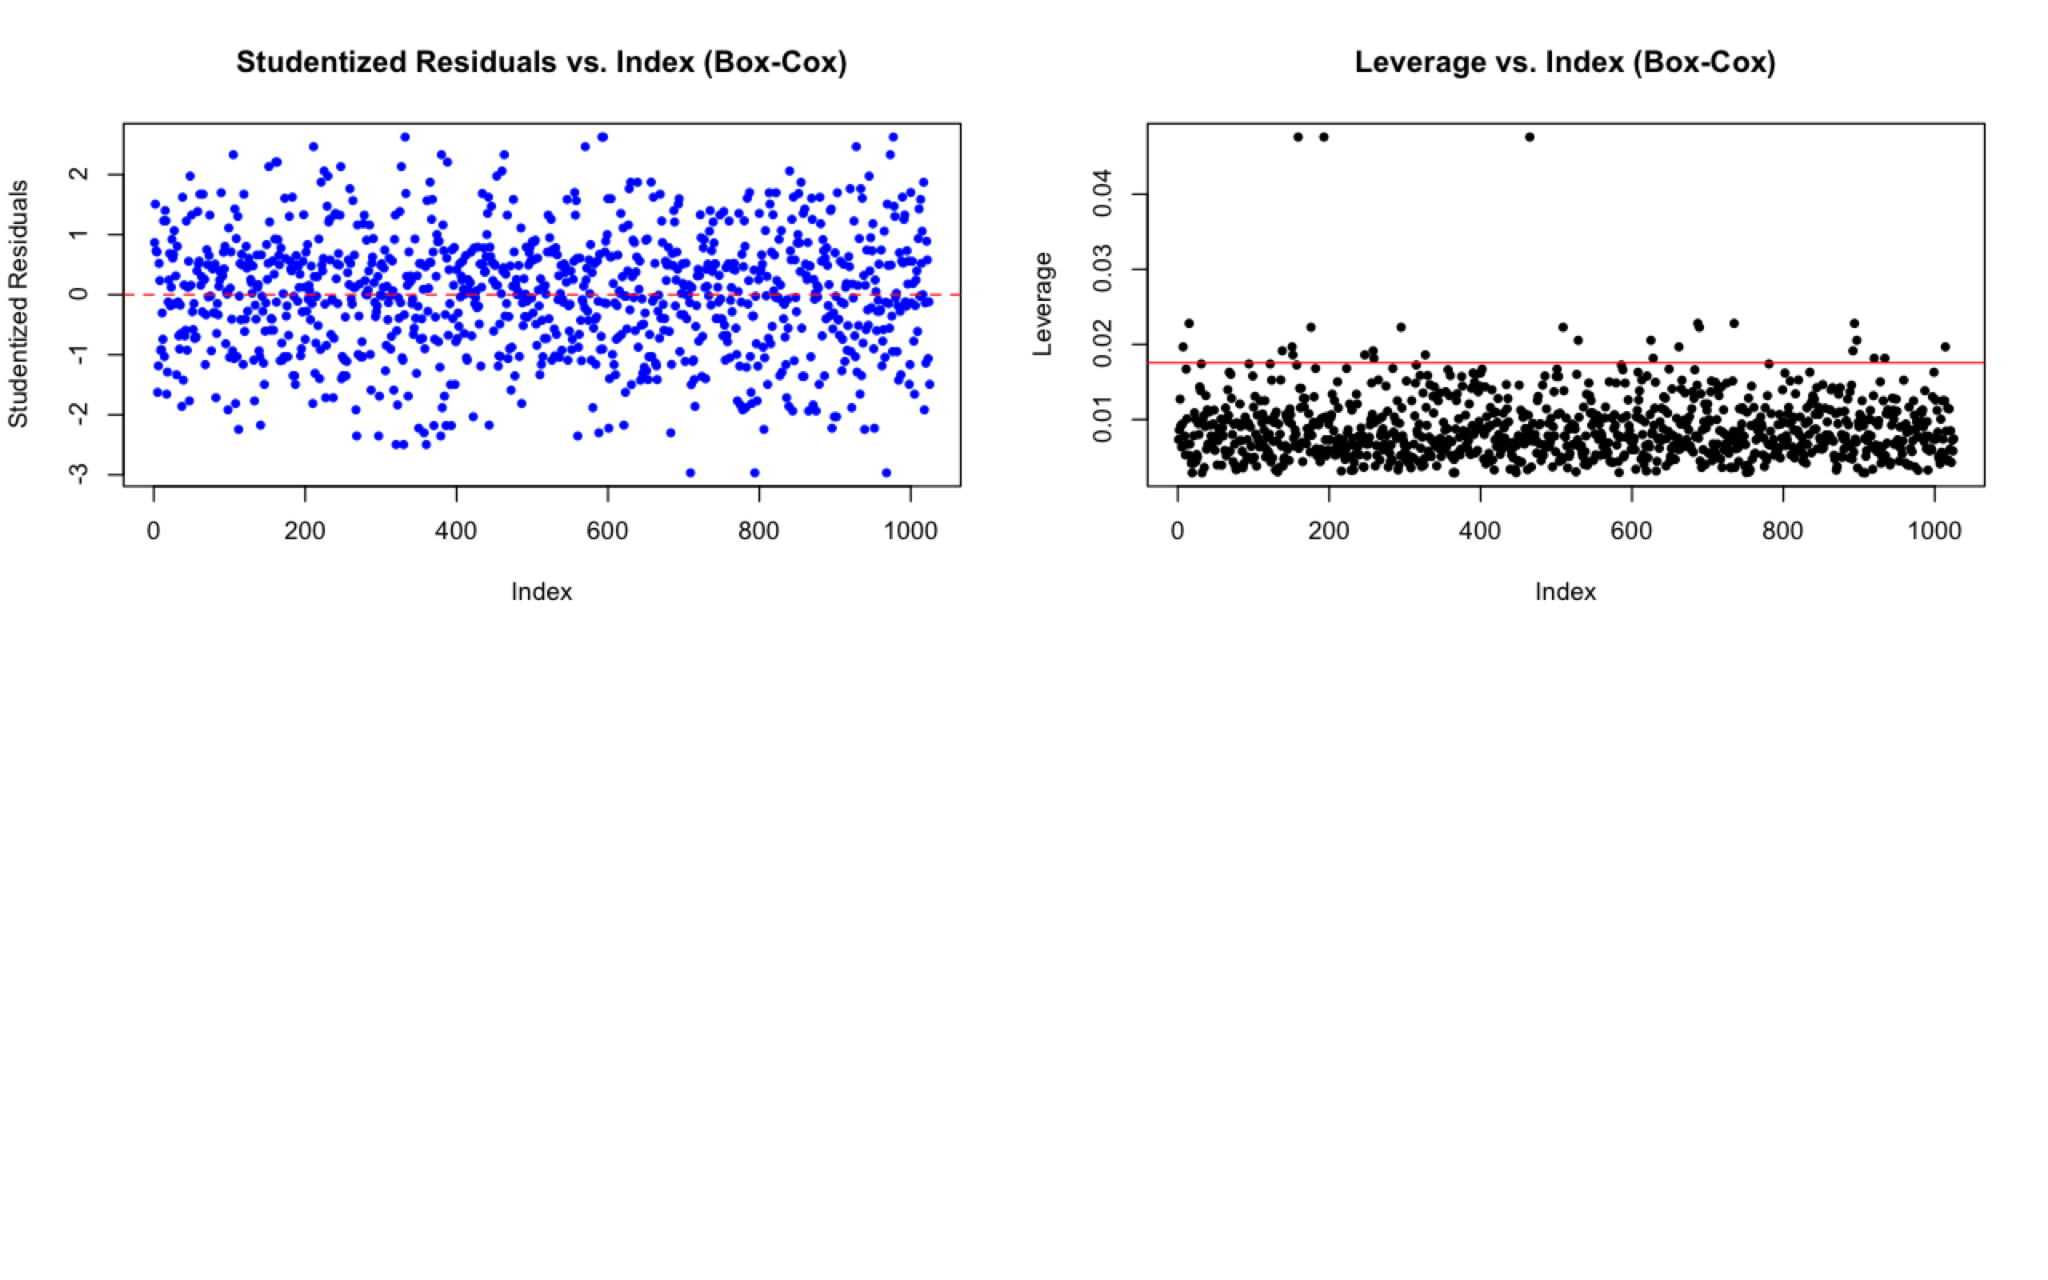 Studentized Residuals vs. Index (Box-Cox)
Studentized Residuals
2
1
0
-1
-2
-3
0 200 400 600 800 1000
Index
Leverage vs. Index (Box-Cox)
Leverage
0.04
0.03
0.02
0.01
0 200 400 600 800 1000
Index